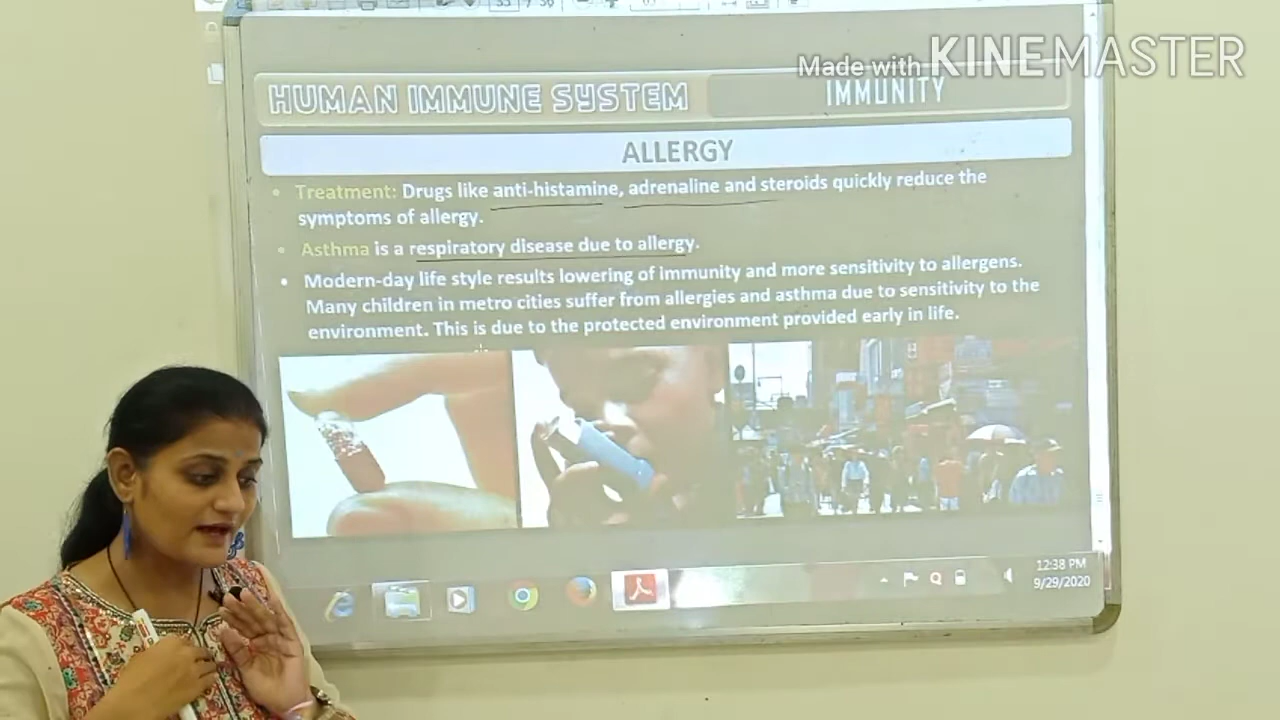 Made with KINEMASTER
HUMAN IMMUNE SYSTEM
IMMUNITY
ALLERGY
• Treatment: Drugs like anti-histamine, adrenaline and steroids quickly reduce the
symptoms of allergy.
• Asthma is a respiratory disease due to allergy.
• Modern-day life style results lowering of immunity and more sensitivity to allergens.
Many children in metro cities suffer from allergies and asthma due to sensitivity to the
environment. This is due to the protected environment provided early in life.
12:38 PM
9/29/2020